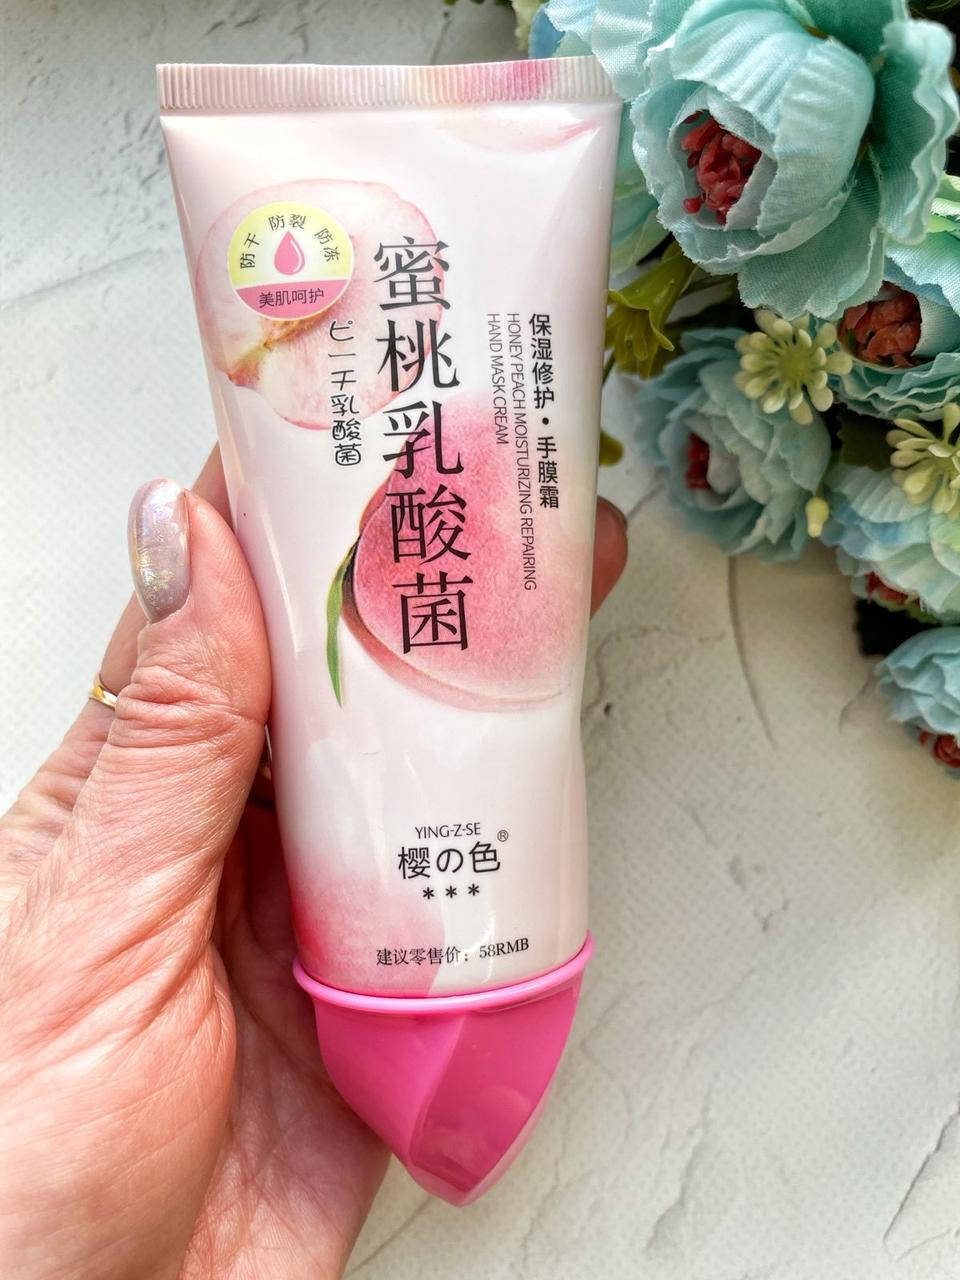 防干 防裂 防冻
美肌呵护
蜜桃乳酸菌
ピ一チ乳酸菌
保湿修护·手膜霜
HONEY PEACH MOISTURIZING REPAIRING
HAND MASK CREAM
YING-Z-SE
樱の色®
***
建议零售价：58RMB